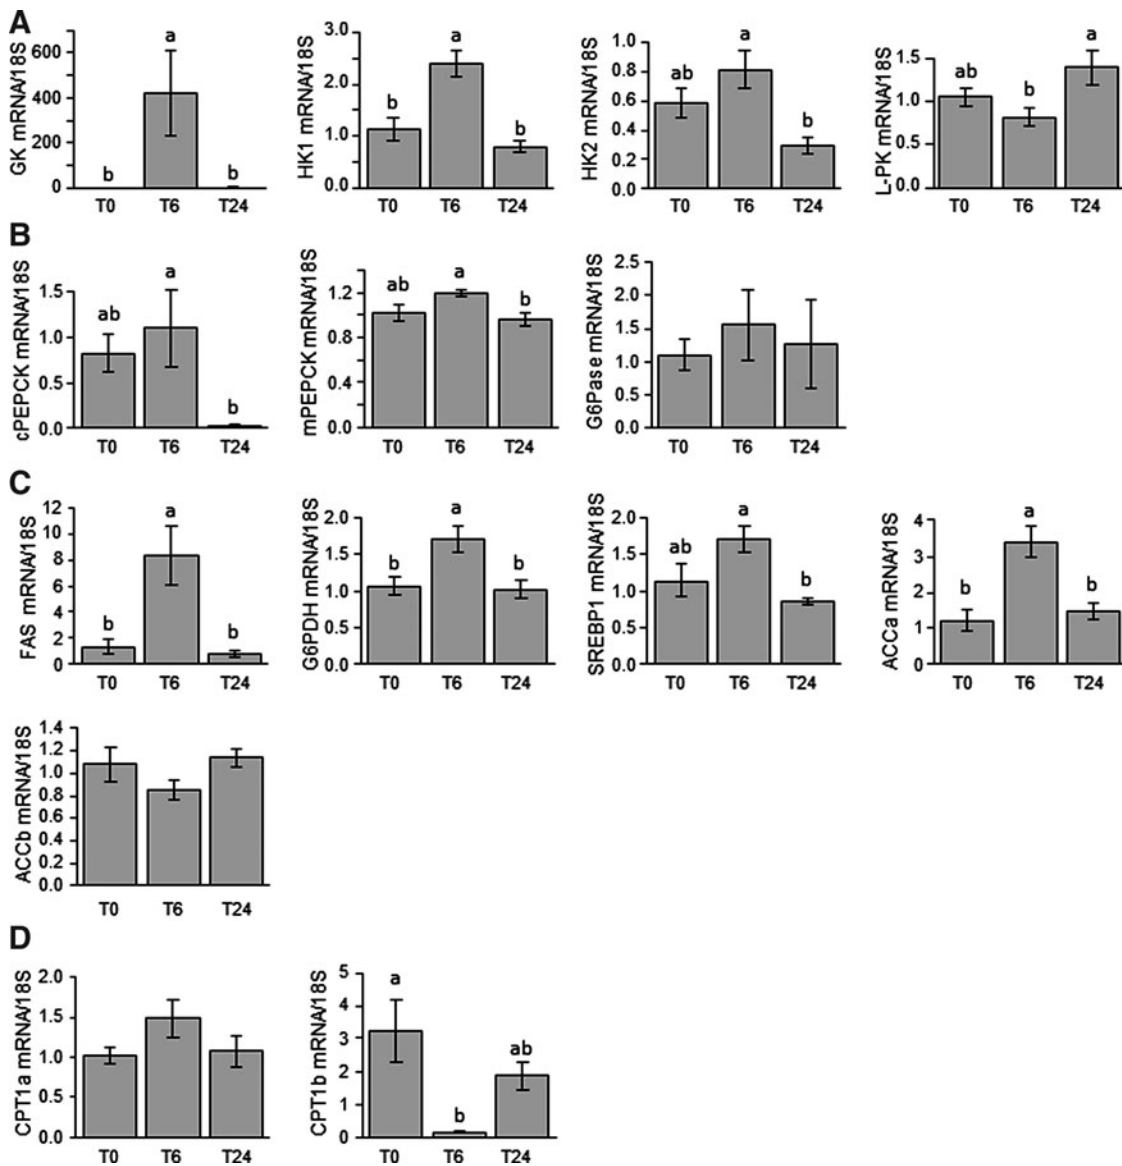 A
GK mRNA/18S
600
400
200
0
b
a
b
T0 T6 T24
HK1 mRNA/18S
3.0
2.0
1.0
0.0
b
a
b
T0 T6 T24
HK2 mRNA/18S
1.0
0.8
0.6
0.4
0.2
0.0
ab
a
b
T0 T6 T24
L-PK mRNA/18S
1.5
1.0
0.5
0.0
ab
b
a
T0 T6 T24
B
cPEPCK mRNA/18S
1.5
1.0
0.5
0.0
ab
a
b
T0 T6 T24
mPEPCK mRNA/18S
1.2
0.8
0.4
0.0
ab
a
b
T0 T6 T24
G6Pase mRNA/18S
2.5
2.0
1.5
1.0
0.5
0.0
T0 T6 T24
C
FAS mRNA/18S
12
10
8
6
4
2
0
b
a
b
T0 T6 T24
G6PDH mRNA/18S
2.0
1.5
1.0
0.5
0.0
b
a
b
T0 T6 T24
SREBP1 mRNA/18S
2.0
1.5
1.0
0.5
0.0
ab
a
b
T0 T6 T24
ACCa mRNA/18S
4
3
2
1
0
b
a
b
T0 T6 T24
ACCb mRNA/18S
1.4
1.2
1.0
0.8
0.6
0.4
0.2
0.0
T0 T6 T24
D
CPT1a mRNA/18S
2.0
1.5
1.0
0.5
0.0
T0 T6 T24
CPT1b mRNA/18S
5
4
3
2
1
0
a
b
ab
T0 T6 T24